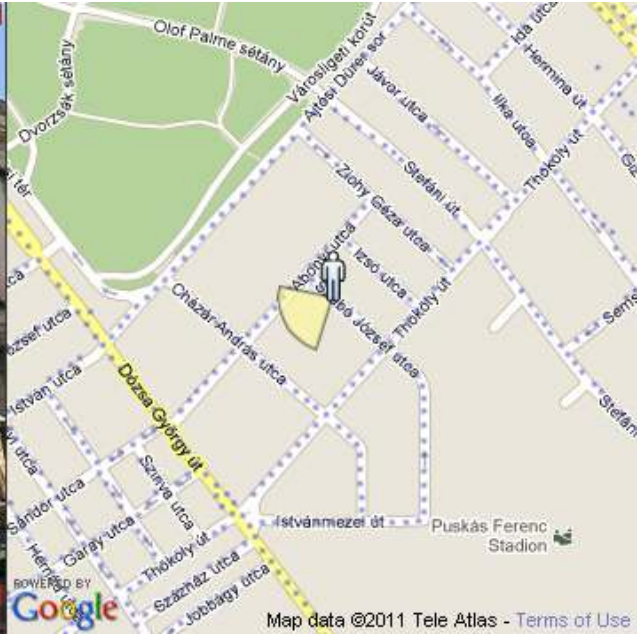 Olof Palme sétány
Ida utca
Városligeti körút
Hermina út
Ajtósi Dürer sor
Jávor utca
Dvorzsák sétány
Ilka utca
Thököly út
Stefáni út
Zichy Géza utca
Abonyi utca
Izsó utca
Szabó József utca
Thököly út
Cházár András utca
István utca
Dózsa György út
Szinva utca
Sándor utca
Garay utca
Thököly út
Istvánmezei út
Puskás Ferenc
Stadion
Százház utca
Jobbágy utca
POWERED BY
Google
Map data ©2011 Tele Atlas - Terms of Use